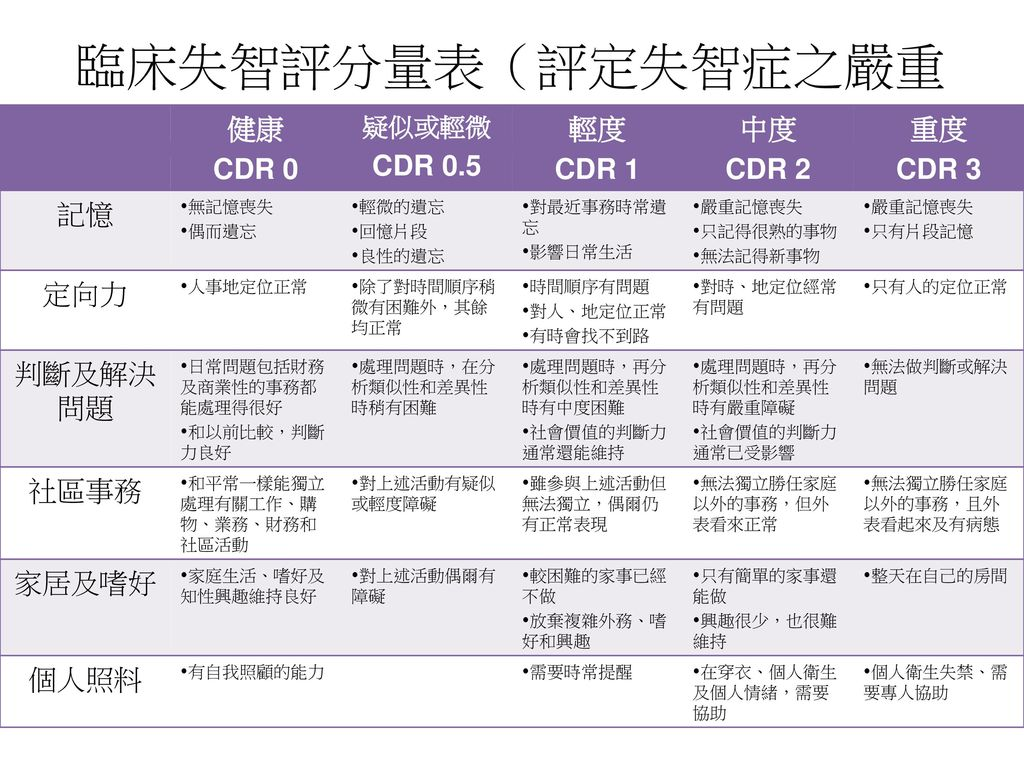 臨床失智評分量表（評定失智症之嚴重
健康
CDR 0
疑似或輕微
CDR 0.5
輕度
CDR 1
中度
CDR 2
重度
CDR 3
記憶
•無記憶喪失
•偶而遺忘
•輕微的遺忘
•回憶片段
•良性的遺忘
•對最近事務時常遺
忘
•影響日常生活
•嚴重記憶喪失
•只記得很熟的事物
•無法記得新事物
•嚴重記憶喪失
•只有片段記憶
定向力
•人事地定位正常
•除了對時間順序稍
微有困難外，其餘
均正常
•時間順序有問題
•對人、地定位正常
•有時會找不到路
•對時、地定位經常
有問題
•只有人的定位正常
判斷及解決
問題
•日常問題包括財務
及商業性的事務都
能處理得很好
•和以前比較，判斷
力良好
•處理問題時，在分
析類似性和差異性
時稍有困難
•處理問題時，再分
析類似性和差異性
時有中度困難
•社會價值的判斷力
通常還能維持
•處理問題時，再分
析類似性和差異性
時有嚴重障礙
•社會價值的判斷力
通常已受影響
•無法做判斷或解決
問題
社區事務
•和平常一樣能獨立
處理有關工作、購
物、業務、財務和
社區活動
•對上述活動有疑似
或輕度障礙
•雖參與上述活動但
無法獨立，偶爾仍
有正常表現
•無法獨立勝任家庭
以外的事務，但外
表看來正常
•無法獨立勝任家庭
以外的事務，且外
表看起來及有病態
家居及嗜好
•家庭生活、嗜好及
知性興趣維持良好
•對上述活動偶爾有
障礙
•較困難的家事已經
不做
•放棄複雜外務、嗜
好和興趣
•只有簡單的家事還
能做
•興趣很少，也很難
維持
•整天在自己的房間
個人照料
•有自我照顧的能力
•需要時常提醒
•在穿衣、個人衛生
及個人情緒，需要
協助
•個人衛生失禁、需
要專人協助